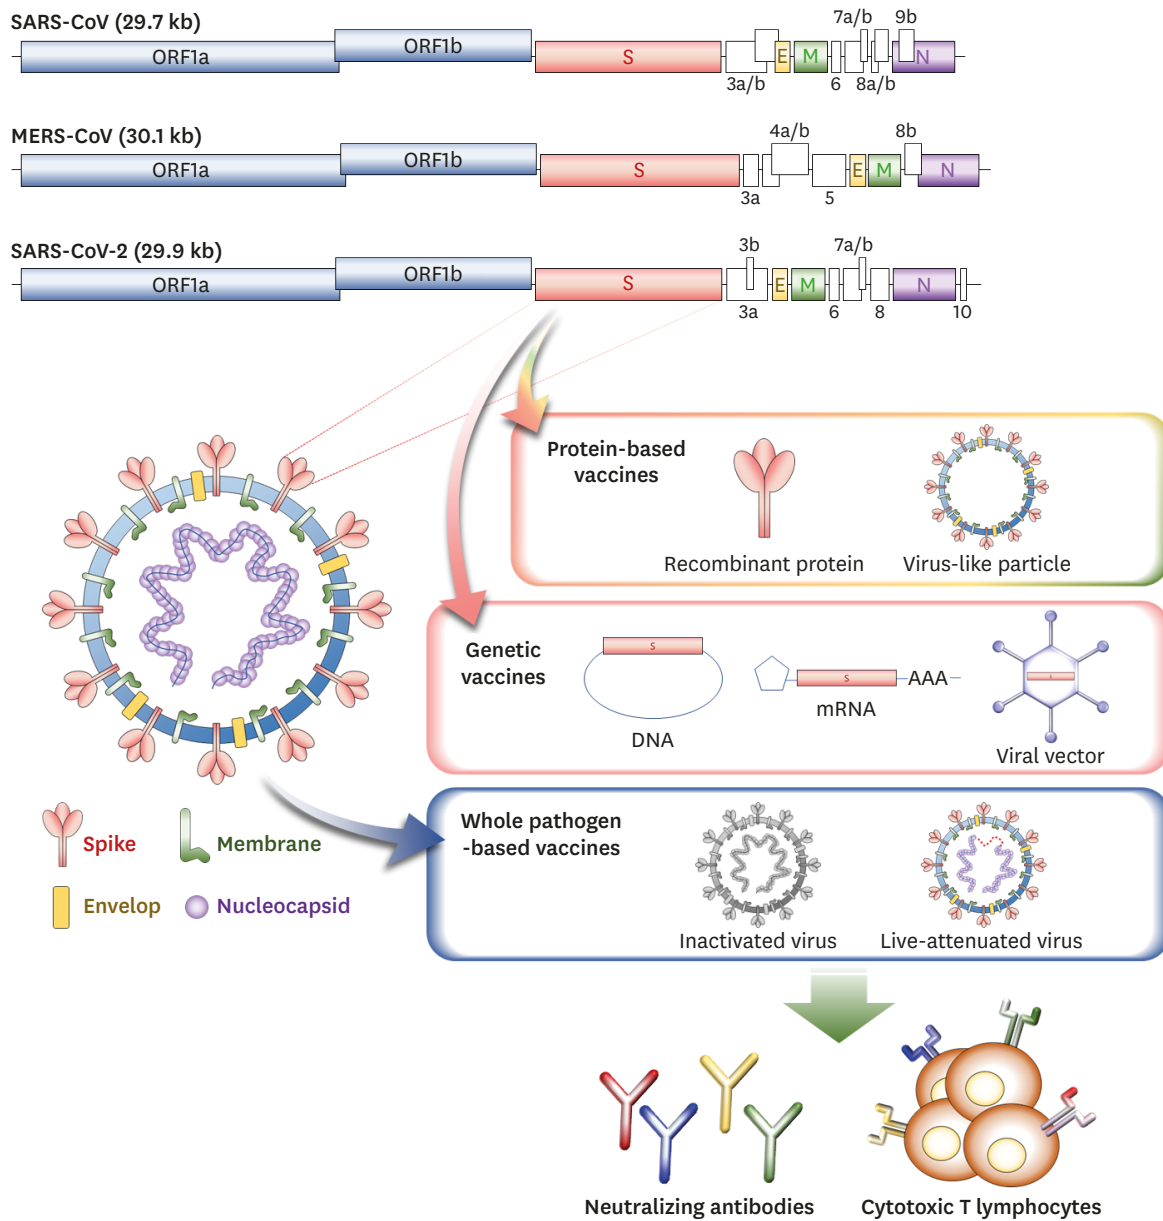 SARS-CoV (29.7 kb)
7a/b
9b
ORF1a
ORF1b
S
E
M
N
3a/b
6
8a/b
MERS-CoV (30.1 kb)
4a/b
8b
ORF1a
ORF1b
S
E
M
N
3a
5
SARS-CoV-2 (29.9 kb)
3b
7a/b
ORF1a
ORF1b
S
E
M
N
3a
6
8
10
Protein-based
vaccines
Recombinant protein
Virus-like particle
Genetic
vaccines
S
DNA
S
AAA
mRNA
Viral vector
Whole pathogen
-based vaccines
Inactivated virus
Live-attenuated virus
Spike
Membrane
Envelop
Nucleocapsid
Neutralizing antibodies
Cytotoxic T lymphocytes